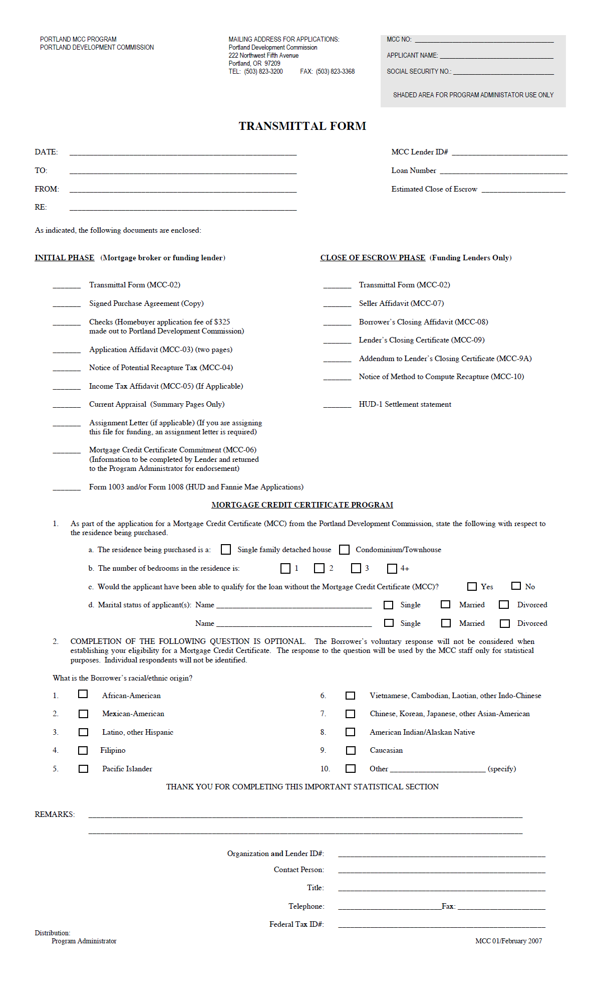 PORTLAND MCC PROGRAM
PORTLAND DEVELOPMENT COMMISSION
MAILING ADDRESS FOR APPLICATIONS:
Portland Development Commission
222 Northwest Fifth Avenue
Portland, OR  97209
TEL:  (503) 823-3200          FAX:  (503) 823-3368
MCC NO: ____________________
APPLICANT NAME: ____________________
SOCIAL SECURITY NO.: ____________________
SHADED AREA FOR PROGRAM ADMINISTATOR USE ONLY
TRANSMITTAL FORM
DATE: ____________________ MCC Lender ID# ____________________
TO: ____________________ Loan Number ____________________
FROM: ____________________ Estimated Close of Escrow ____________________
RE: ____________________
As indicated, the following documents are enclosed:
INITIAL PHASE   (Mortgage broker or funding lender)
_______ Transmittal Form (MCC-02)
_______ Signed Purchase Agreement (Copy)
_______ Checks (Homebuyer application fee of $325
made out to Portland Development Commission)
_______ Application Affidavit (MCC-03) (two pages)
_______ Notice of Potential Recapture Tax (MCC-04)
_______ Income Tax Affidavit (MCC-05) (If Applicable)
_______ Current Appraisal  (Summary Pages Only)
_______ Assignment Letter (if applicable) (If you are assigning
this file for funding, an assignment letter is required)
_______ Mortgage Credit Certificate Commitment (MCC-06)
(Information to be completed by Lender and returned
to the Program Administrator for endorsement)
_______ Form 1003 and/or Form 1008 (HUD and Fannie Mae Applications)
CLOSE OF ESCROW PHASE  (Funding Lenders Only)
_______ Transmittal Form (MCC-02)
_______ Seller Affidavit (MCC-07)
_______ Borrower’s Closing Affidavit (MCC-08)
_______ Lender’s Closing Certificate (MCC-09)
_______ Addendum to Lender’s Closing Certificate (MCC-9A)
_______ Notice of Method to Compute Recapture (MCC-10)
_______ HUD-1 Settlement statement
MORTGAGE CREDIT CERTIFICATE PROGRAM
1. As part of the application for a Mortgage Credit Certificate (MCC) from the Portland Development Commission, state the following with respect to
the residence being purchased.
a.  The residence being purchased is a: Single family detached house Condominium/Townhouse
b.  The number of bedrooms in the residence is: 1 2 3 4+
c.  Would the applicant have been able to qualify for the loan without the Mortgage Credit Certificate (MCC)? Yes No
d.  Marital status of applicant(s):  Name ____________________ Single Married Divorced
Name ____________________ Single Married Divorced
2. COMPLETION OF THE FOLLOWING QUESTION IS OPTIONAL.  The Borrower’s voluntary response will not be considered when
establishing your eligibility for a Mortgage Credit Certificate.  The response to the question will be used by the MCC staff only for statistical
purposes.  Individual respondents will not be identified.
What is the Borrower’s racial/ethnic origin?
1. African-American 6. Vietnamese, Cambodian, Laotian, other Indo-Chinese
2. Mexican-American 7. Chinese, Korean, Japanese, other Asian-American
3. Latino, other Hispanic 8. American Indian/Alaskan Native
4. Filipino 9. Caucasian
5. Pacific Islander 10. Other ____________________ (specify)
THANK YOU FOR COMPLETING THIS IMPORTANT STATISTICAL SECTION
REMARKS: ____________________
____________________
Organization and Lender ID#: ____________________
Contact Person: ____________________
Title: ____________________
Telephone: ____________________Fax: ____________________
Federal Tax ID#: ____________________
Distribution:
Program Administrator MCC 01/February 2007